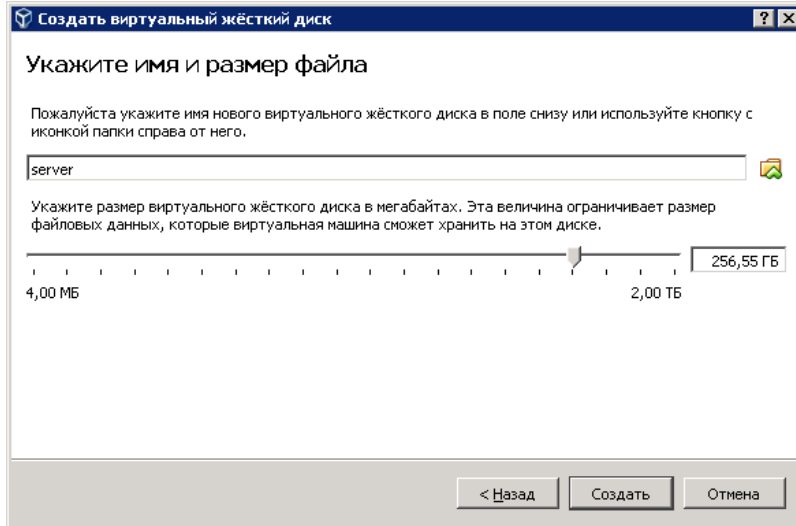 Создать виртуальный жёсткий диск
Укажите имя и размер файла
Пожалуйста укажите имя нового виртуального жёсткого диска в поле снизу или используйте кнопку с
иконкой папки справа от него.
server
Укажите размер виртуального жёсткого диска в мегабайтах. Эта величина ограничивает размер
файловых данных, которые виртуальная машина сможет хранить на этом диске.
256,55 ГБ
4,00 МБ 2,00 ТБ
< Назад Создать Отмена